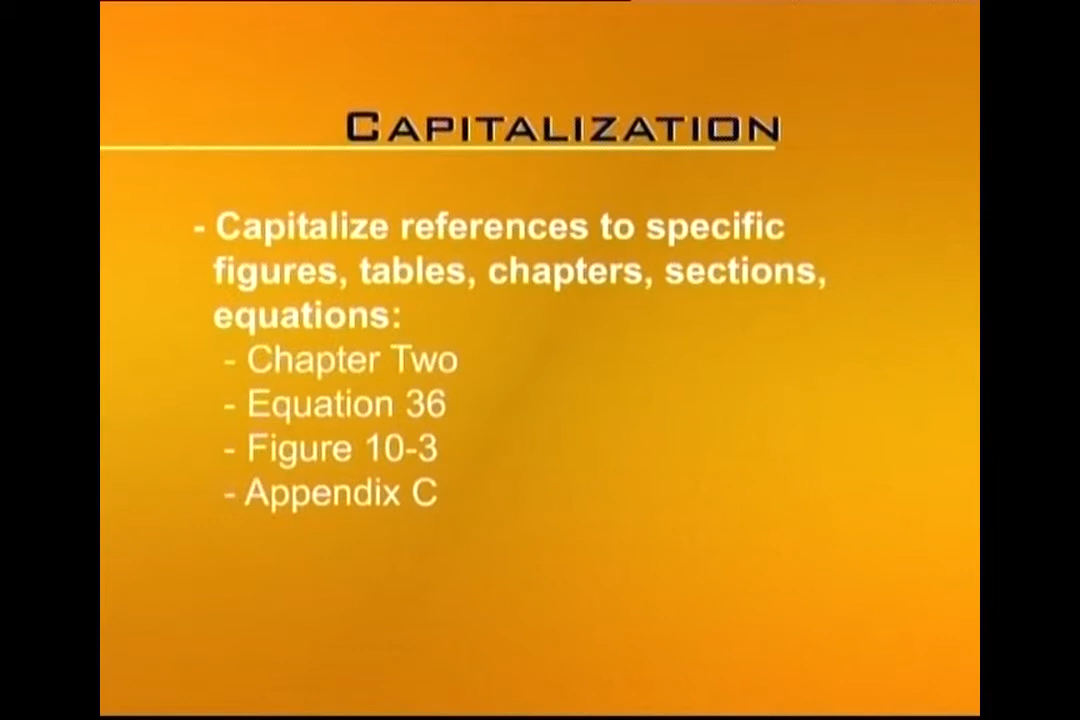 CAPITALIZATION
- Capitalize references to specific
figures, tables, chapters, sections,
equations:
- Chapter Two
- Equation 36
- Figure 10-3
- Appendix C